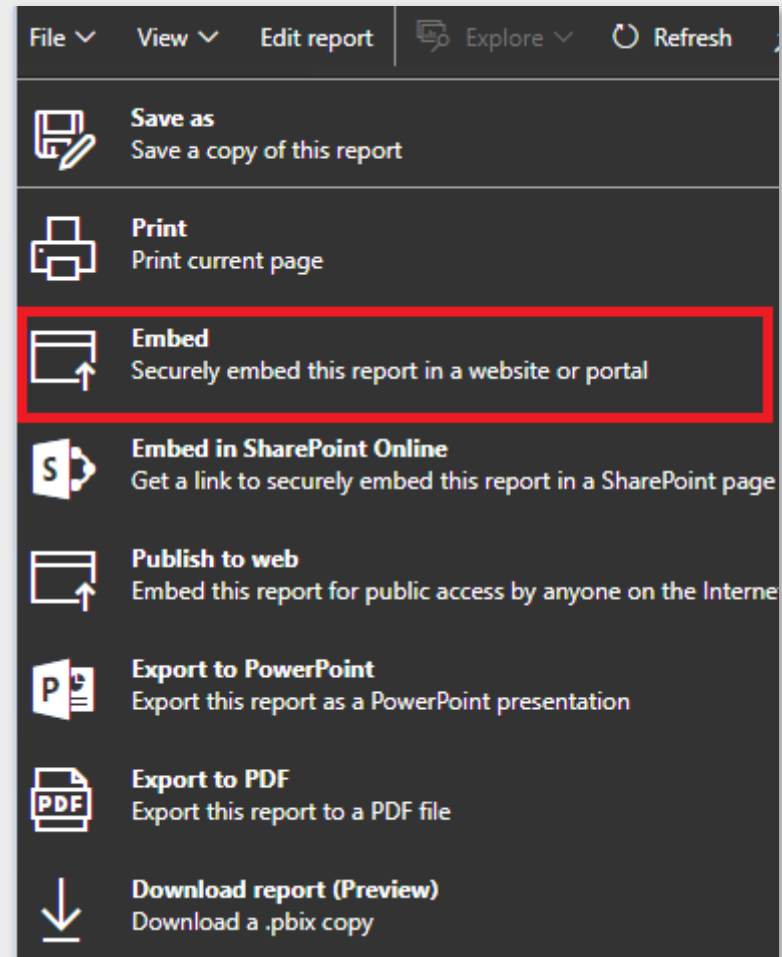 File View Edit report Explore Refresh
Save as
Save a copy of this report
Print
Print current page
Embed
Securely embed this report in a website or portal
S
Embed in SharePoint Online
Get a link to securely embed this report in a SharePoint page
Publish to web
Embed this report for public access by anyone on the Interne
P
Export to PowerPoint
Export this report as a PowerPoint presentation
PDF
Export to PDF
Export this report to a PDF file
Download report (Preview)
Download a .pbix copy